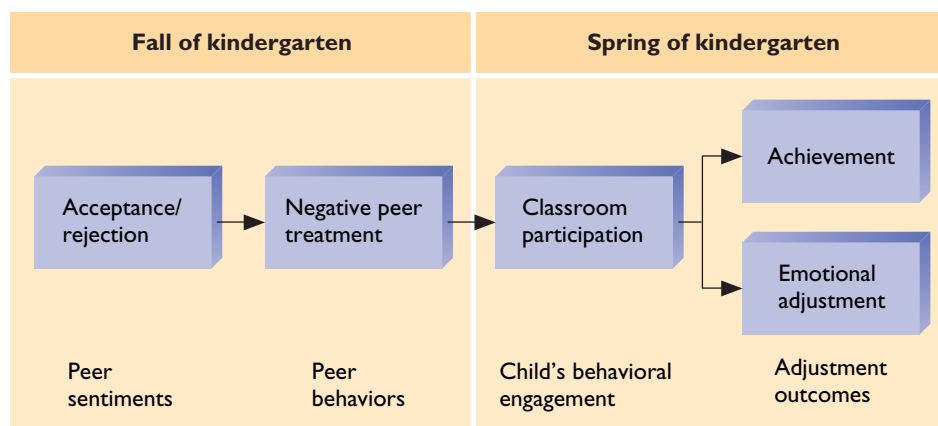 Fall of kindergarten
Spring of kindergarten
Acceptance/
rejection
Negative peer
treatment
Classroom
participation
Achievement
Emotional
adjustment
Peer
sentiments
Peer
behaviors
Child's behavioral
engagement
Adjustment
outcomes